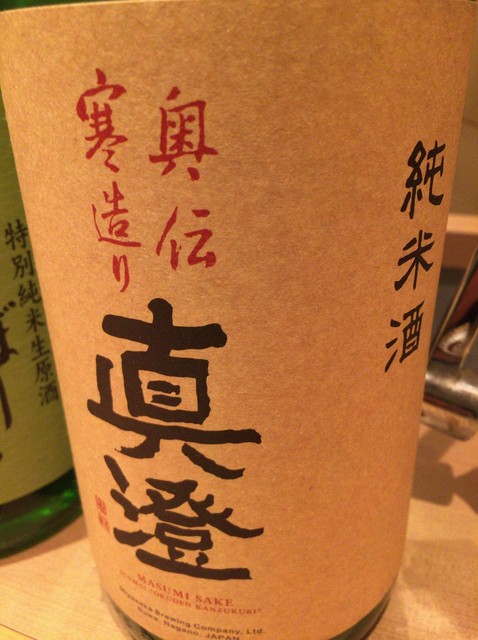 純米酒
奥伝
寒造り
真澄
MASUMI SAKE
"OKUDEN KANZUKURI"
Miyasaka Brewing Company, Ltd.
Suwa, Nagano, JAPAN
特別純米生原酒